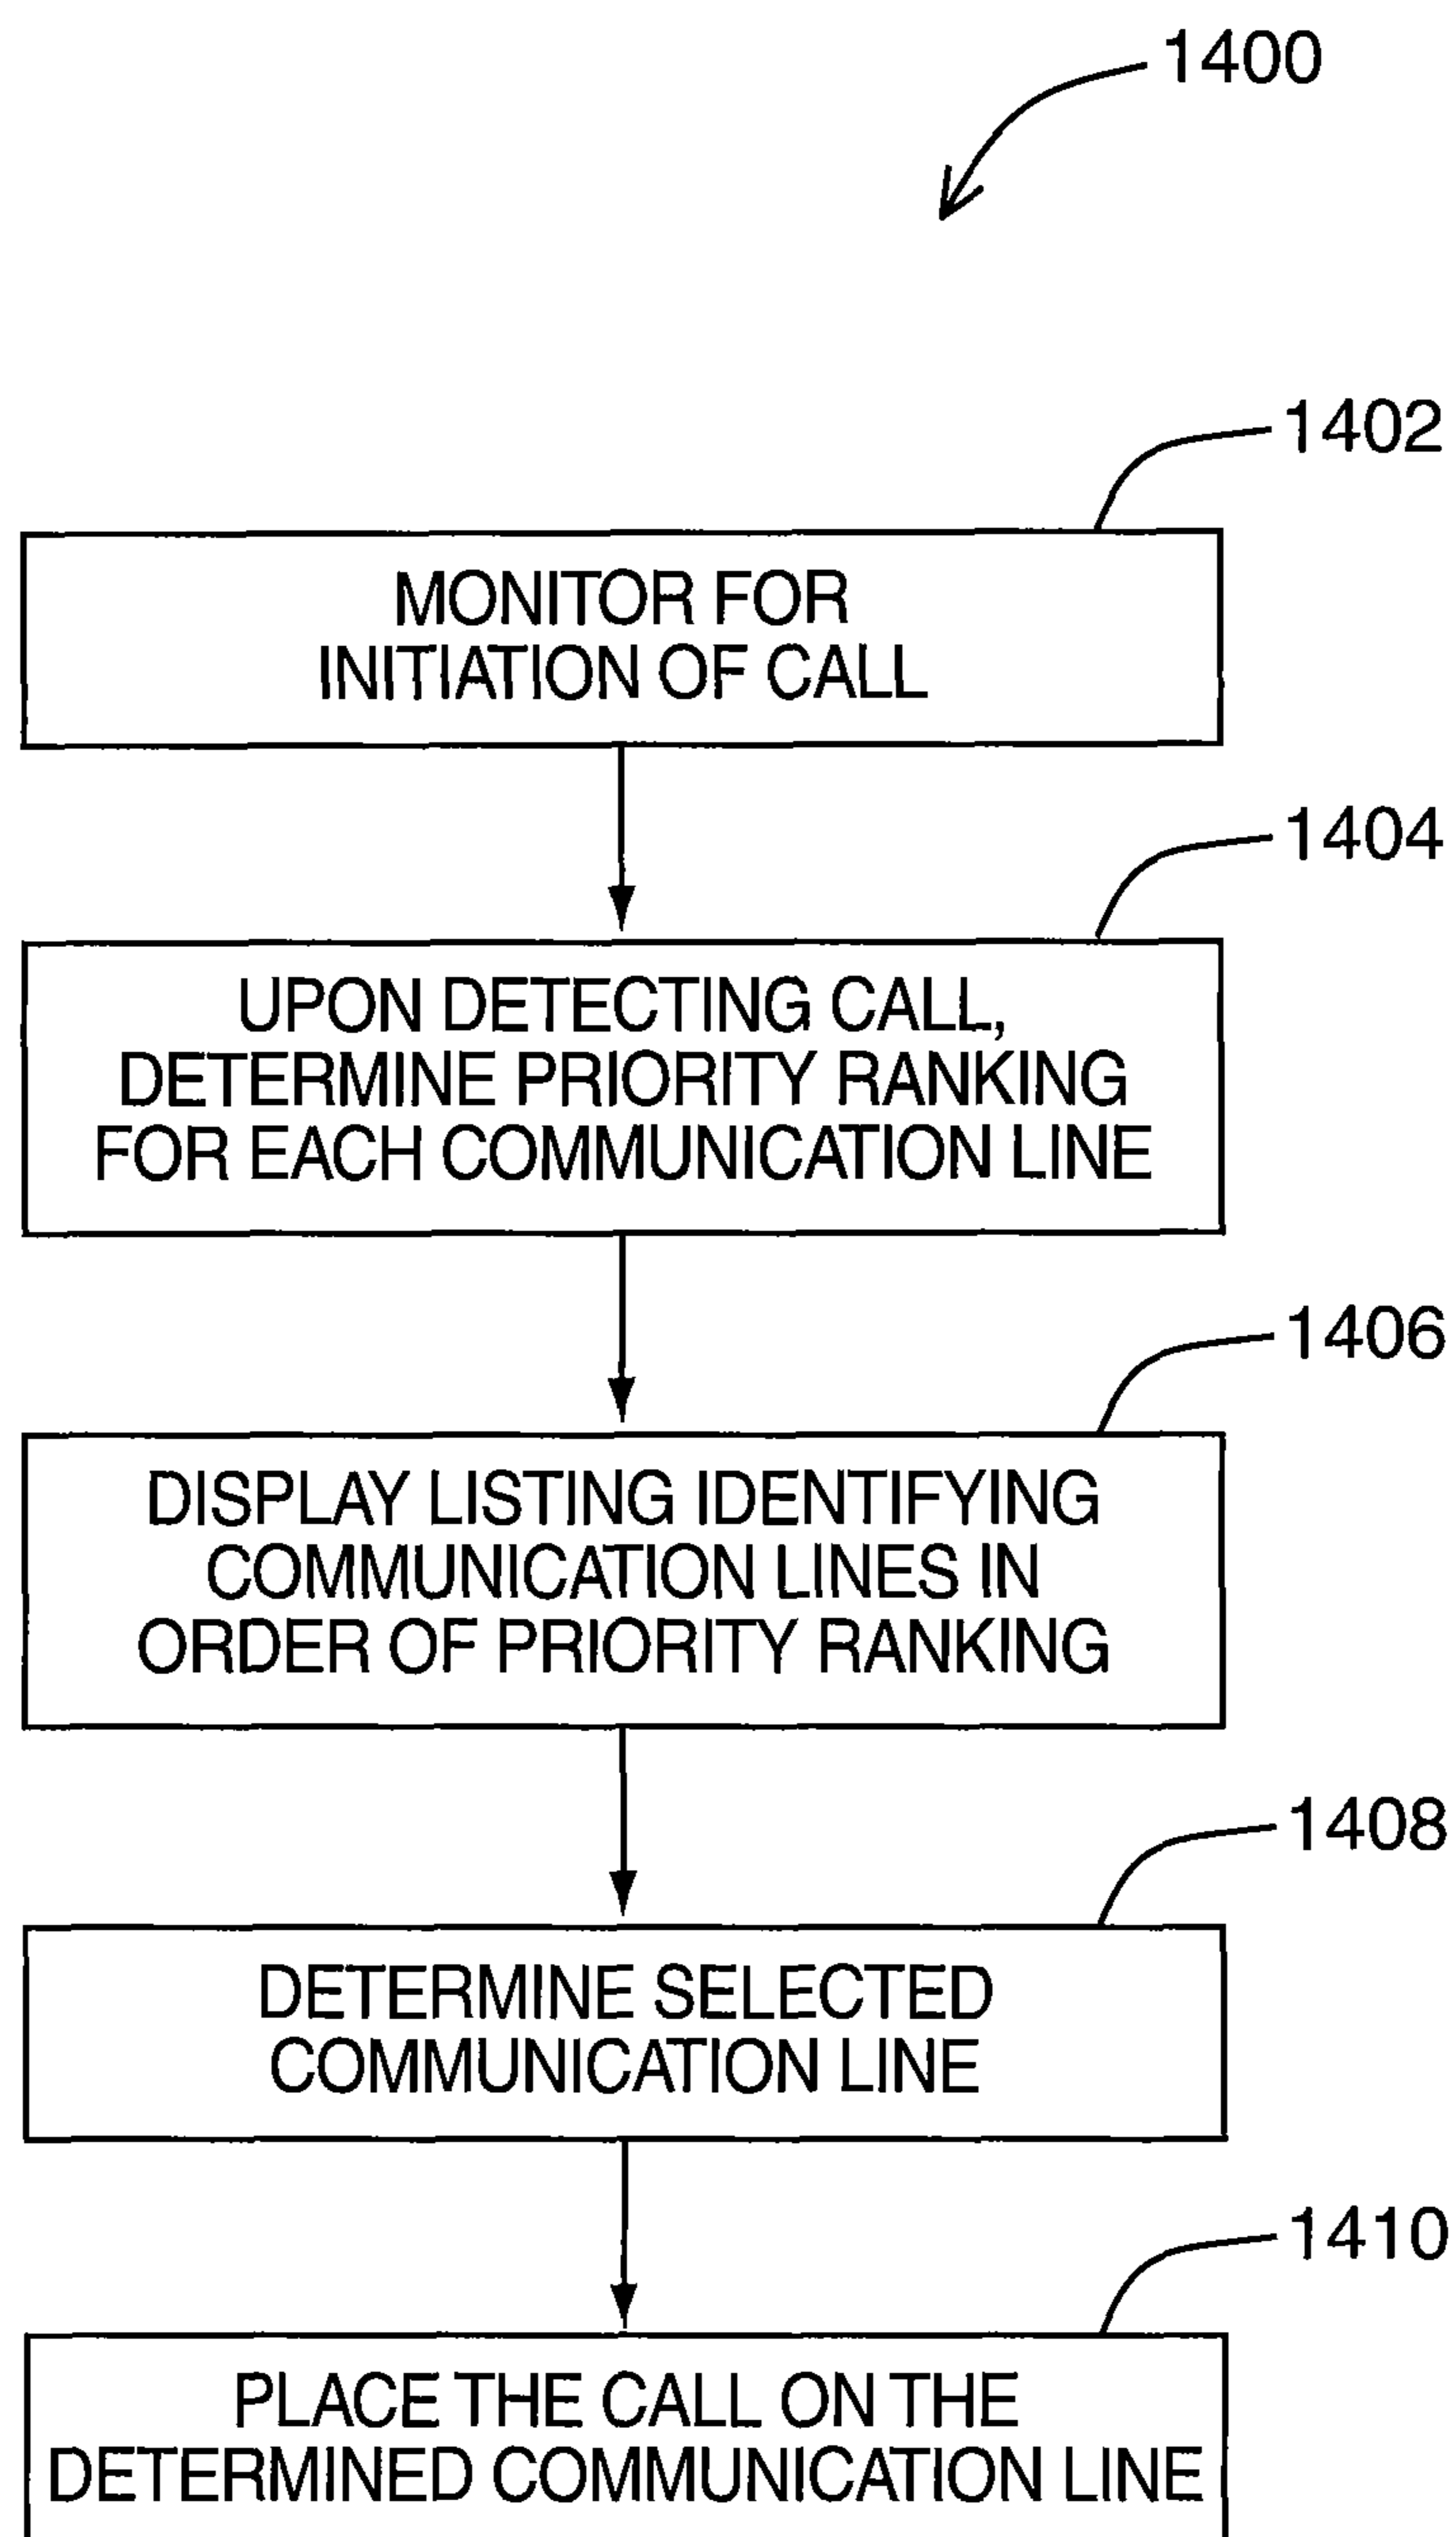 1400
1402
MONITOR FOR
INITIATION OF CALL
1404
UPON DETECTING CALL,
DETERMINE PRIORITY RANKING
FOR EACH COMMUNICATION LINE
1406
DISPLAY LISTING IDENTIFYING
COMMUNICATION LINES IN
ORDER OF PRIORITY RANKING
1408
DETERMINE SELECTED
COMMUNICATION LINE
1410
PLACE THE CALL ON THE
DETERMINED COMMUNICATION LINE